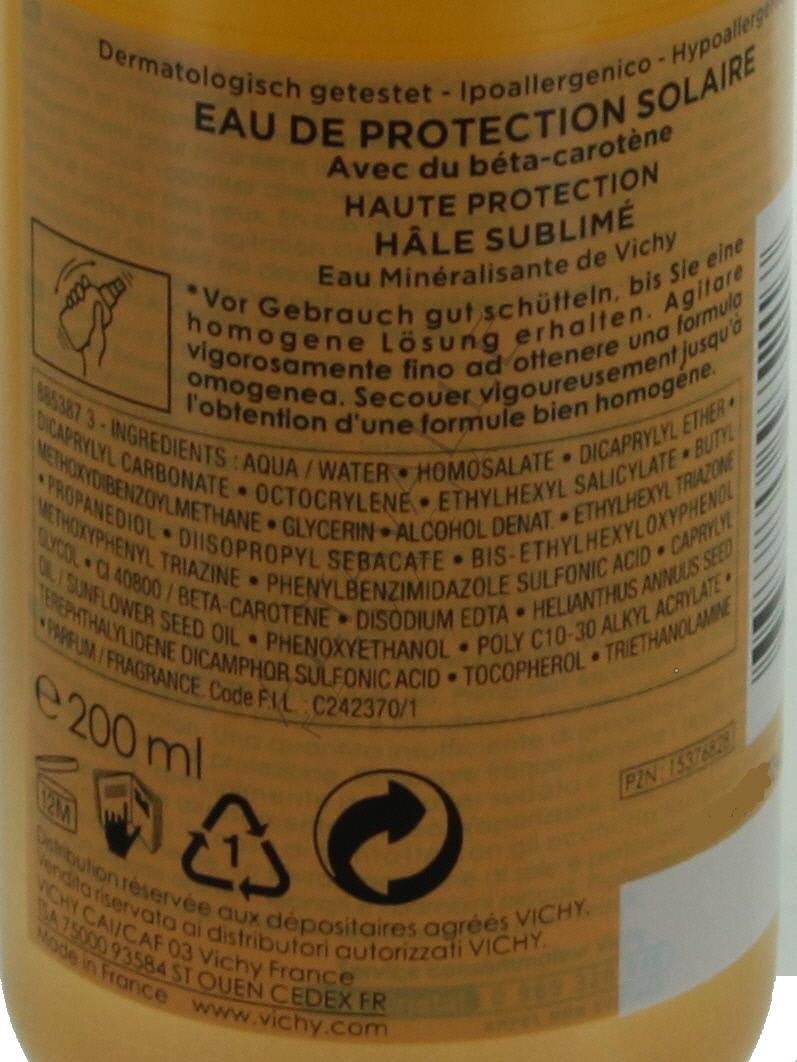 Dermatologisch getestet - Ipoallergenico - Hypoallergé
EAU DE PROTECTION SOLAIRE
Avec du béta-carotène
HAUTE PROTECTION
HÂLE SUBLIMÉ
Eau Minéralisante de Vichy
*Vor Gebrauch gut schütteln, bis Sie eine
homogene Lösung erhalten. Agitare
vigorosamente fino ad ottenere una formula
omogenea. Secouer vigoureusement jusqu'à
l'obtention d'une formule bien homogène.
885387 3 - INGREDIENTS : AQUA / WATER • HOMOSALATE • DICAPRYLYL ETHER •
DICAPRYLYL CARBONATE • OCTOCRYLENE • ETHYLHEXYL SALICYLATE • BUTYL
METHOXYDIBENZOYLMETHANE • GLYCERIN • ALCOHOL DENAT. • ETHYLHEXYL TRIAZONE
• PROPANEDIOL • DIISOPROPYL SEBACATE • BIS-ETHYLHEXYLOXYPHENOL
METHOXYPHENYL TRIAZINE • PHENYLBENZIMIDAZOLE SULFONIC ACID • CAPRYLYL
GLYCOL • CI 40800 / BETA-CAROTENE • DISODIUM EDTA • HELIANTHUS ANNUUS SEED
OIL / SUNFLOWER SEED OIL • PHENOXYETHANOL • POLY C10-30 ALKYL ACRYLATE •
TEREPHTHALYLIDENE DICAMPHOR SULFONIC ACID • TOCOPHEROL • TRIETHANOLAMINE
• PARFUM / FRAGRANCE. Code F.I.L. : C242370/1
℮ 200 ml
PZN : 15376828
12M
1
Distribution réservée aux dépositaires agréés VICHY.
Vendita riservata ai distributori autorizzati VICHY.
VICHY CAI/CAF 03 Vichy France
TSA 75000 93584 ST OUEN CEDEX FR
Made in France www.vichy.com